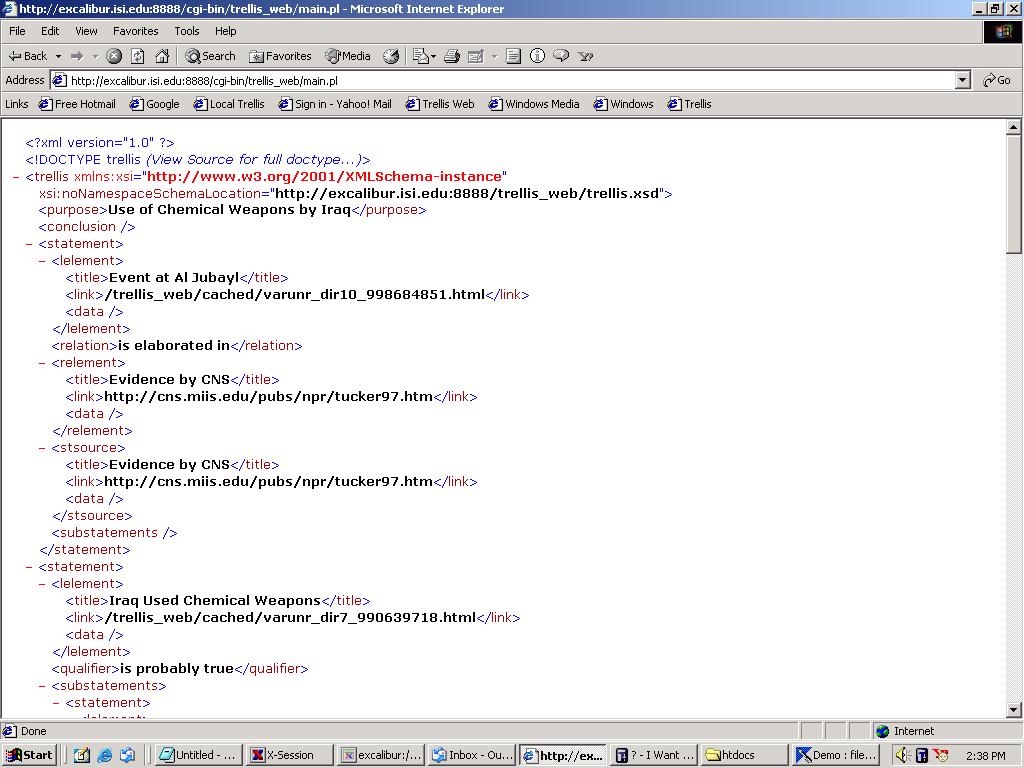 http://excalibur.isi.edu:8888/cgi-bin/trellis_web/main.pl - Microsoft Internet Explorer
File Edit View Favorites Tools Help
Back Search Favorites Media
Address http://excalibur.isi.edu:8888/cgi-bin/trellis_web/main.pl Go
Links Free Hotmail Google Local Trellis Sign in - Yahoo! Mail Trellis Web Windows Media Windows Trellis
<?xml version="1.0" ?>
<!DOCTYPE trellis (View Source for full doctype...)>
- <trellis xmlns:xsi="http://www.w3.org/2001/XMLSchema-instance"
xsi:noNamespaceSchemaLocation="http://excalibur.isi.edu:8888/trellis_web/trellis.xsd">
<purpose>Use of Chemical Weapons by Iraq</purpose>
<conclusion />
- <statement>
- <lelement>
<title>Event at Al Jubayl</title>
<link>/trellis_web/cached/varunr_dir10_998684851.html</link>
<data />
</lelement>
<relation>is elaborated in</relation>
- <relement>
<title>Evidence by CNS</title>
<link>http://cns.miis.edu/pubs/npr/tucker97.htm</link>
<data />
</relement>
- <stsource>
<title>Evidence by CNS</title>
<link>http://cns.miis.edu/pubs/npr/tucker97.htm</link>
<data />
</stsource>
<substatements />
</statement>
- <statement>
- <lelement>
<title>Iraq Used Chemical Weapons</title>
<link>/trellis_web/cached/varunr_dir7_990639718.html</link>
<data />
</lelement>
<qualifier>is probably true</qualifier>
- <substatements>
- <statement>
Done Internet
Start Untitled - ... X-Session excalibur:/... Inbox - Ou... http://ex... ? - I Want ... htdocs Demo : file... 2:38 PM